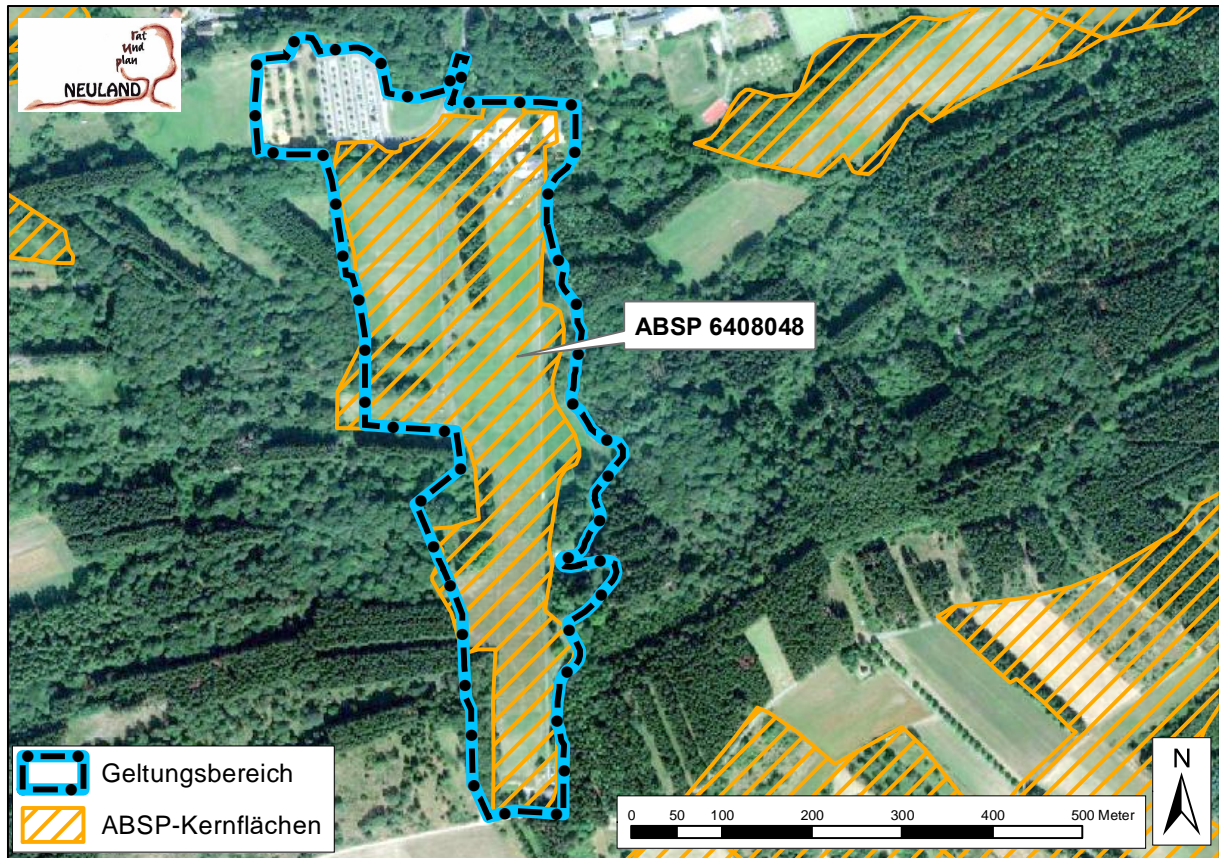 rat
und
plan
NEULAND
ABSP 6408048
Geltungsbereich
ABSP-Kernflächen
0 50 100 200 300 400 500 Meter
N